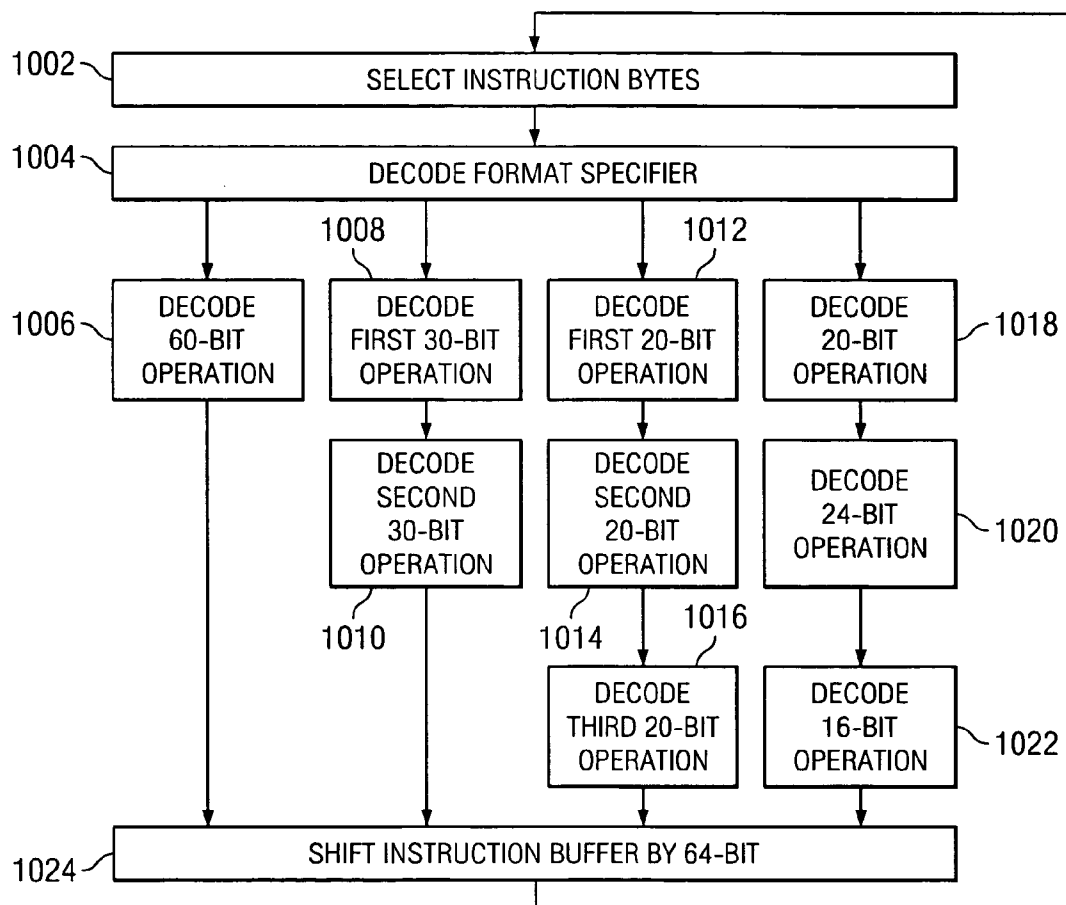 1002
SELECT INSTRUCTION BYTES
1004
DECODE FORMAT SPECIFIER
1008
1012
1006
DECODE
60-BIT
OPERATION
DECODE
FIRST 30-BIT
OPERATION
DECODE
FIRST 20-BIT
OPERATION
DECODE
20-BIT
OPERATION
1018
DECODE
SECOND
30-BIT
OPERATION
1010
DECODE
SECOND
20-BIT
OPERATION
1014
DECODE
24-BIT
OPERATION
1020
1016
DECODE
THIRD 20-BIT
OPERATION
DECODE
16-BIT
OPERATION
1022
1024
SHIFT INSTRUCTION BUFFER BY 64-BIT